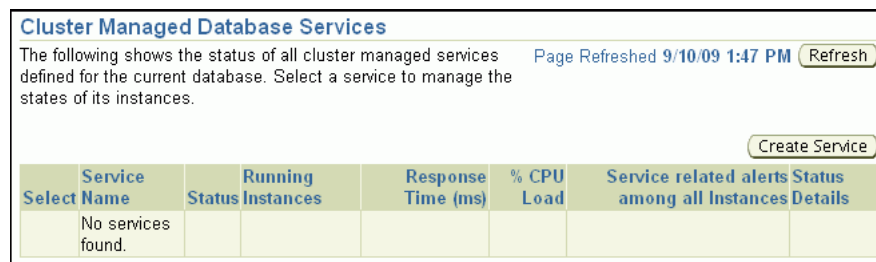 Cluster Managed Database Services
The following shows the status of all cluster managed services
defined for the current database. Select a service to manage the
states of its instances.
Page Refreshed 9/10/09 1:47 PM Refresh
Create Service
Select Service Name Status Running Instances Response Time (ms) % CPU Load Service related alerts among all Instances Status Details
No services
found.